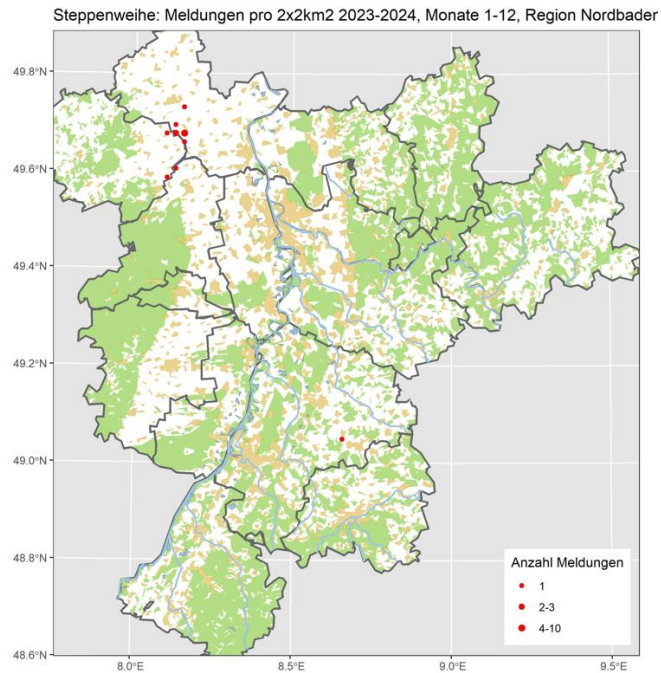 Steppenweihe: Meldungen pro 2x2km2 2023-2024, Monate 1-12, Region Nordbaden
49.8°N
49.6°N
49.4°N
49.2°N
49.0°N
48.8°N
48.6°N
8.0°E
8.5°E
9.0°E
9.5°E
Anzahl Meldungen
1
2-3
4-10